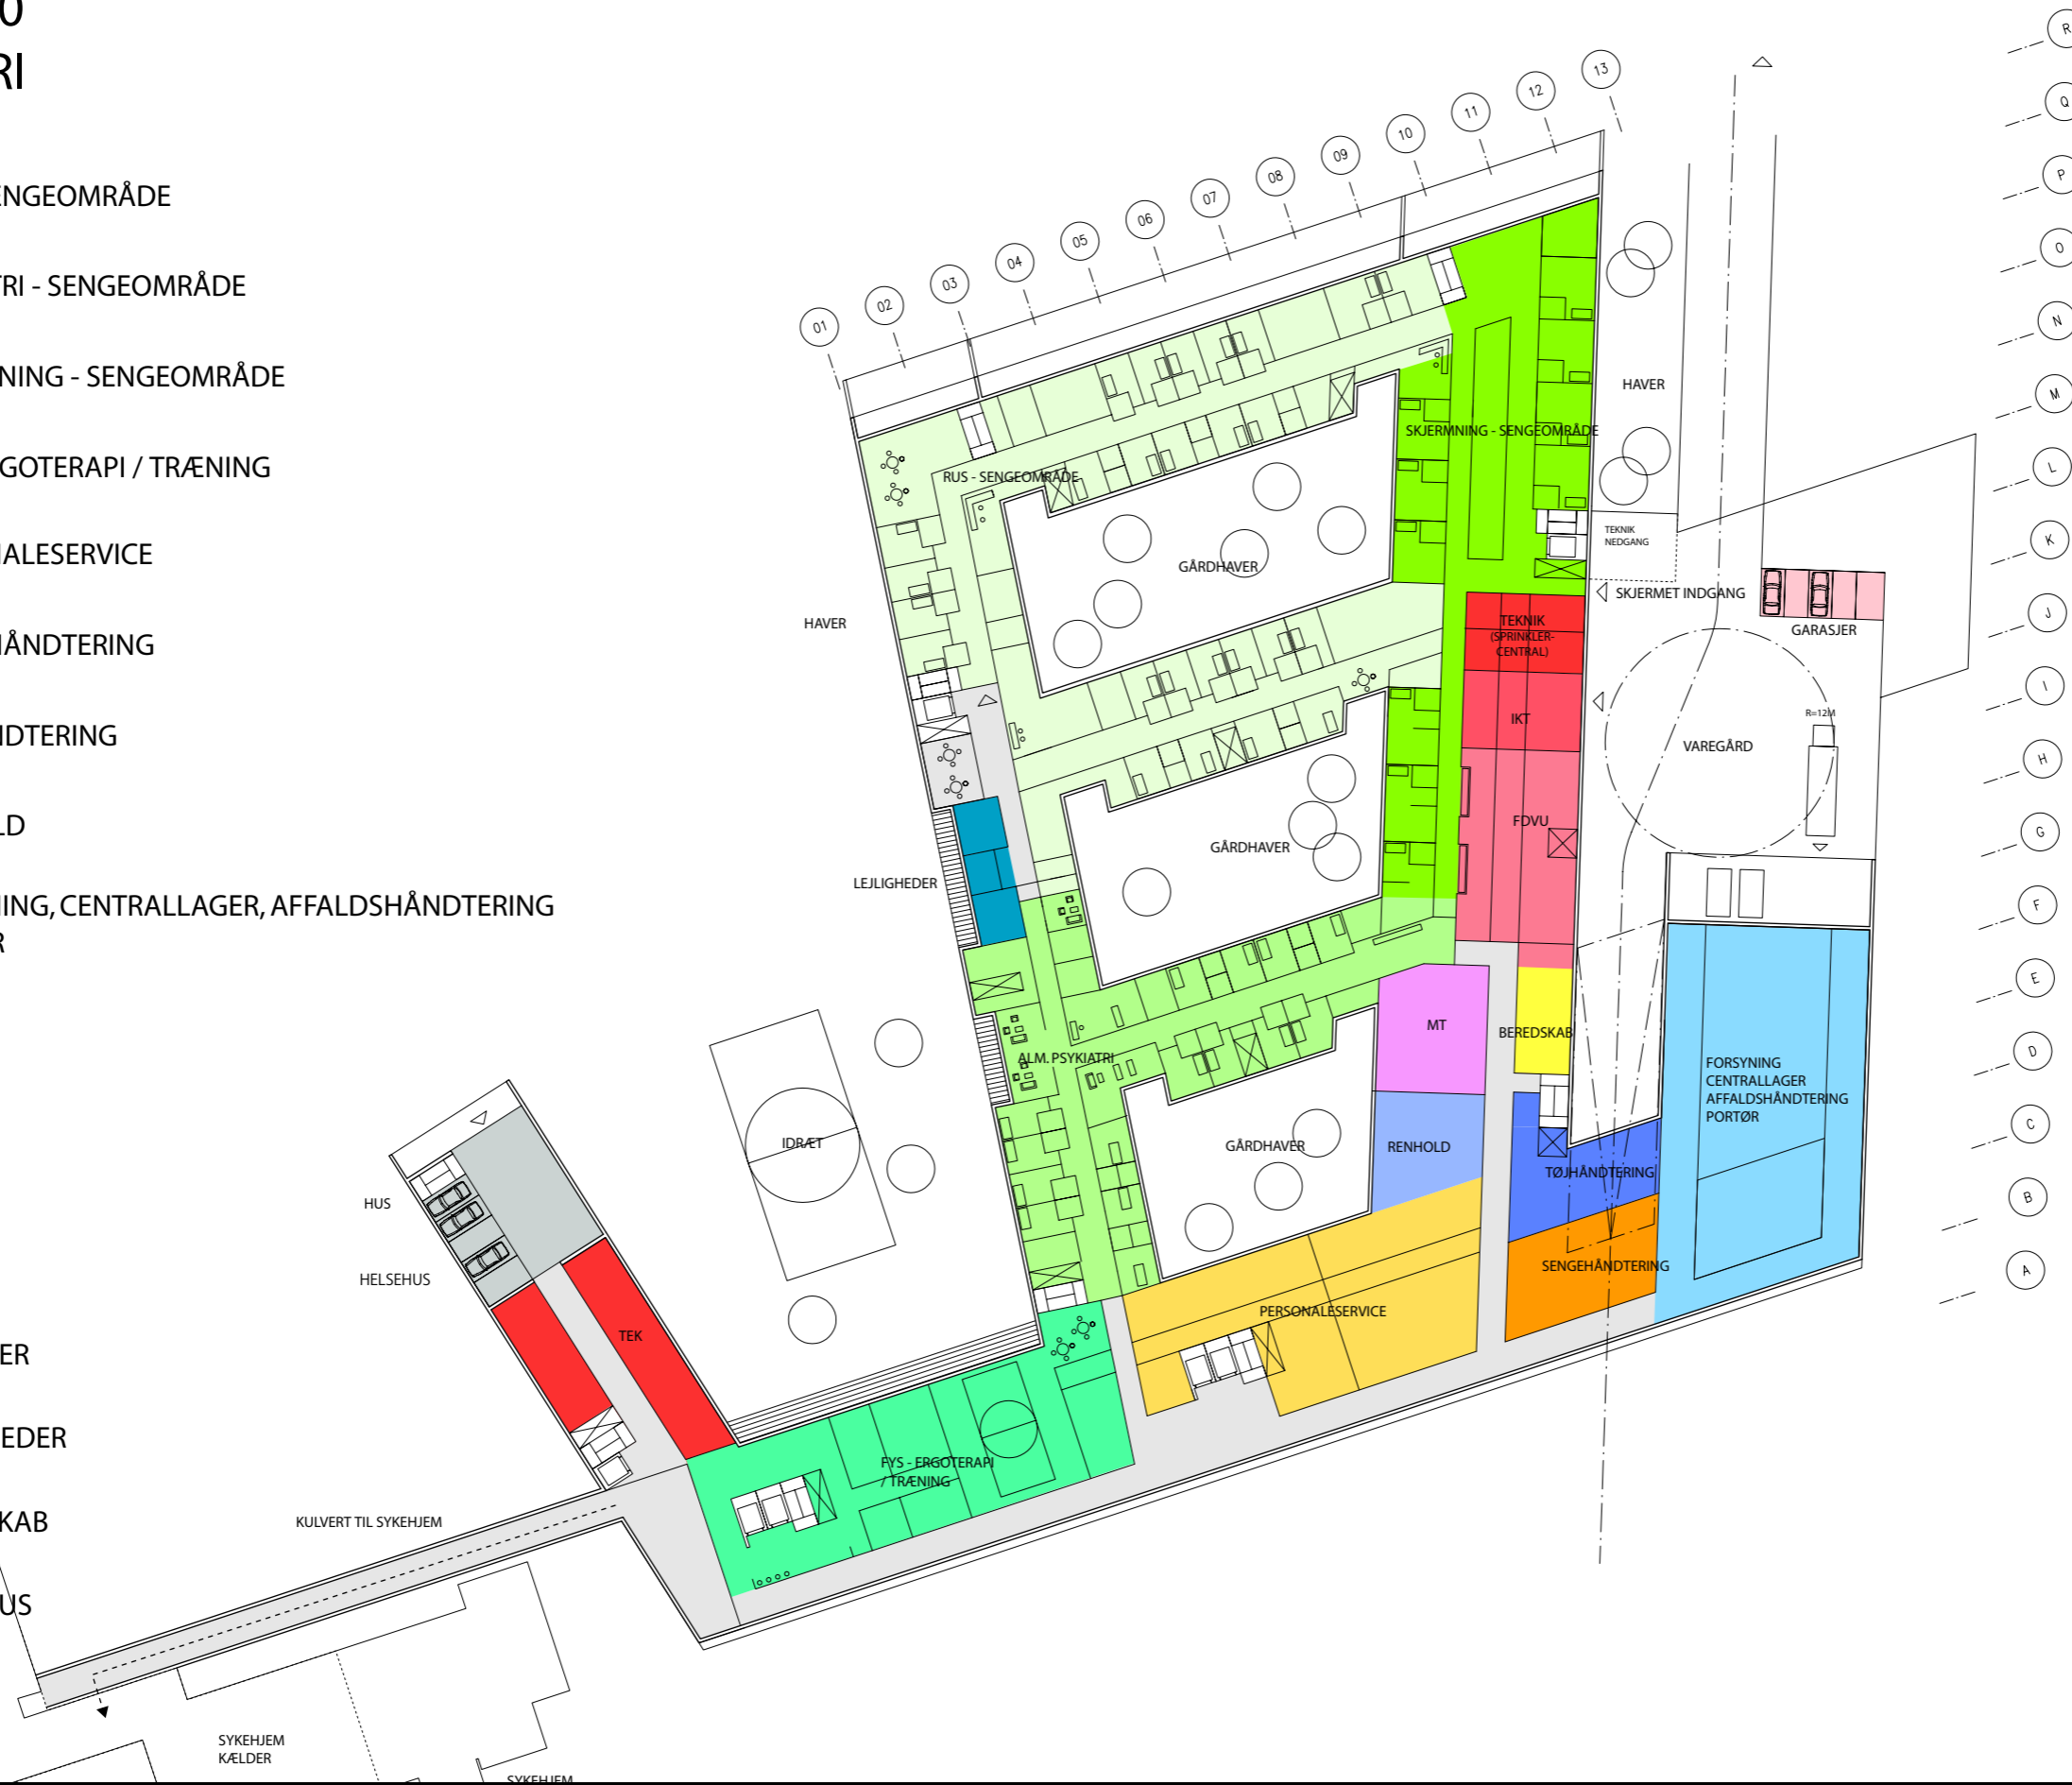 0
RI
ENGEOMRÅDE
TRI - SENGEOMRÅDE
NING - SENGEOMRÅDE
GOTERAPI / TRÆNING
ALESERVICE
HÅNDTERING
NDTERING
LD
NING, CENTRALLAGER, AFFALDSHÅNDTERING
R
ER
EDER
SKAB
US
01
02
03
04
05
06
07
08
09
10
11
12
13
R
Q
P
O
N
M
L
K
J
I
H
G
F
E
D
C
B
A
HAVER
SKJERMNING - SENGEOMRÅDE
RUS - SENGEOMRÅDE
TEKNIK
NEDGANG
GÅRDHAVER
SKJERMET INDGANG
HAVER
TEKNIK
(SPRINKLER-
CENTRAL)
GARASJER
IKT
R=12M
VAREGÅRD
FDVU
GÅRDHAVER
LEJLIGHEDER
MT
BEREDSKAB
ALM. PSYKIATRI
FORSYNING
CENTRALLAGER
AFFALDSHÅNDTERING
PORTØR
IDRÆT
GÅRDHAVER
RENHOLD
TØJHÅNDTERING
HUS
HELSEHUS
SENGEHÅNDTERING
PERSONALESERVICE
TEK
FYS - ERGOTERAPI
/ TRÆNING
KULVERT TIL SYKEHJEM
SYKEHJEM
KÆLDER
SYKEHJEM